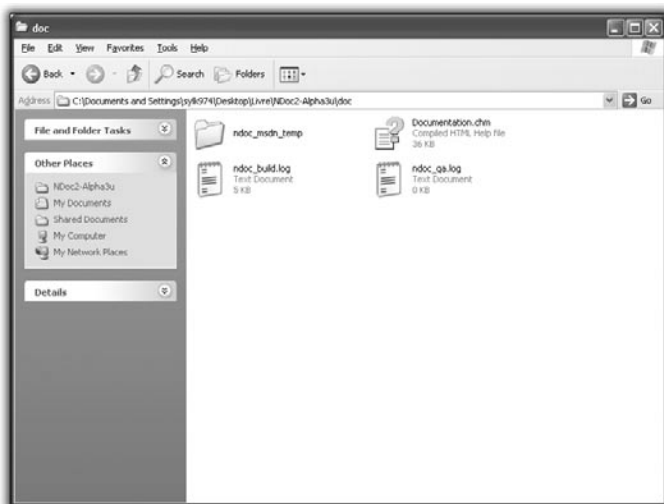 doc
File Edit View Favorites Tools Help
Back Search Folders
Address C:\Documents and Settings\sylk974\Desktop\Livre\NDoc2-Alpha3u\doc Go
File and Folder Tasks
Other Places
NDoc2-Alpha3u
My Documents
Shared Documents
My Computer
My Network Places
Details
ndoc_msdn_temp
Documentation.chm
Compiled HTML Help file
36 KB
ndoc_build.log
Text Document
5 KB
ndoc_qa.log
Text Document
0 KB